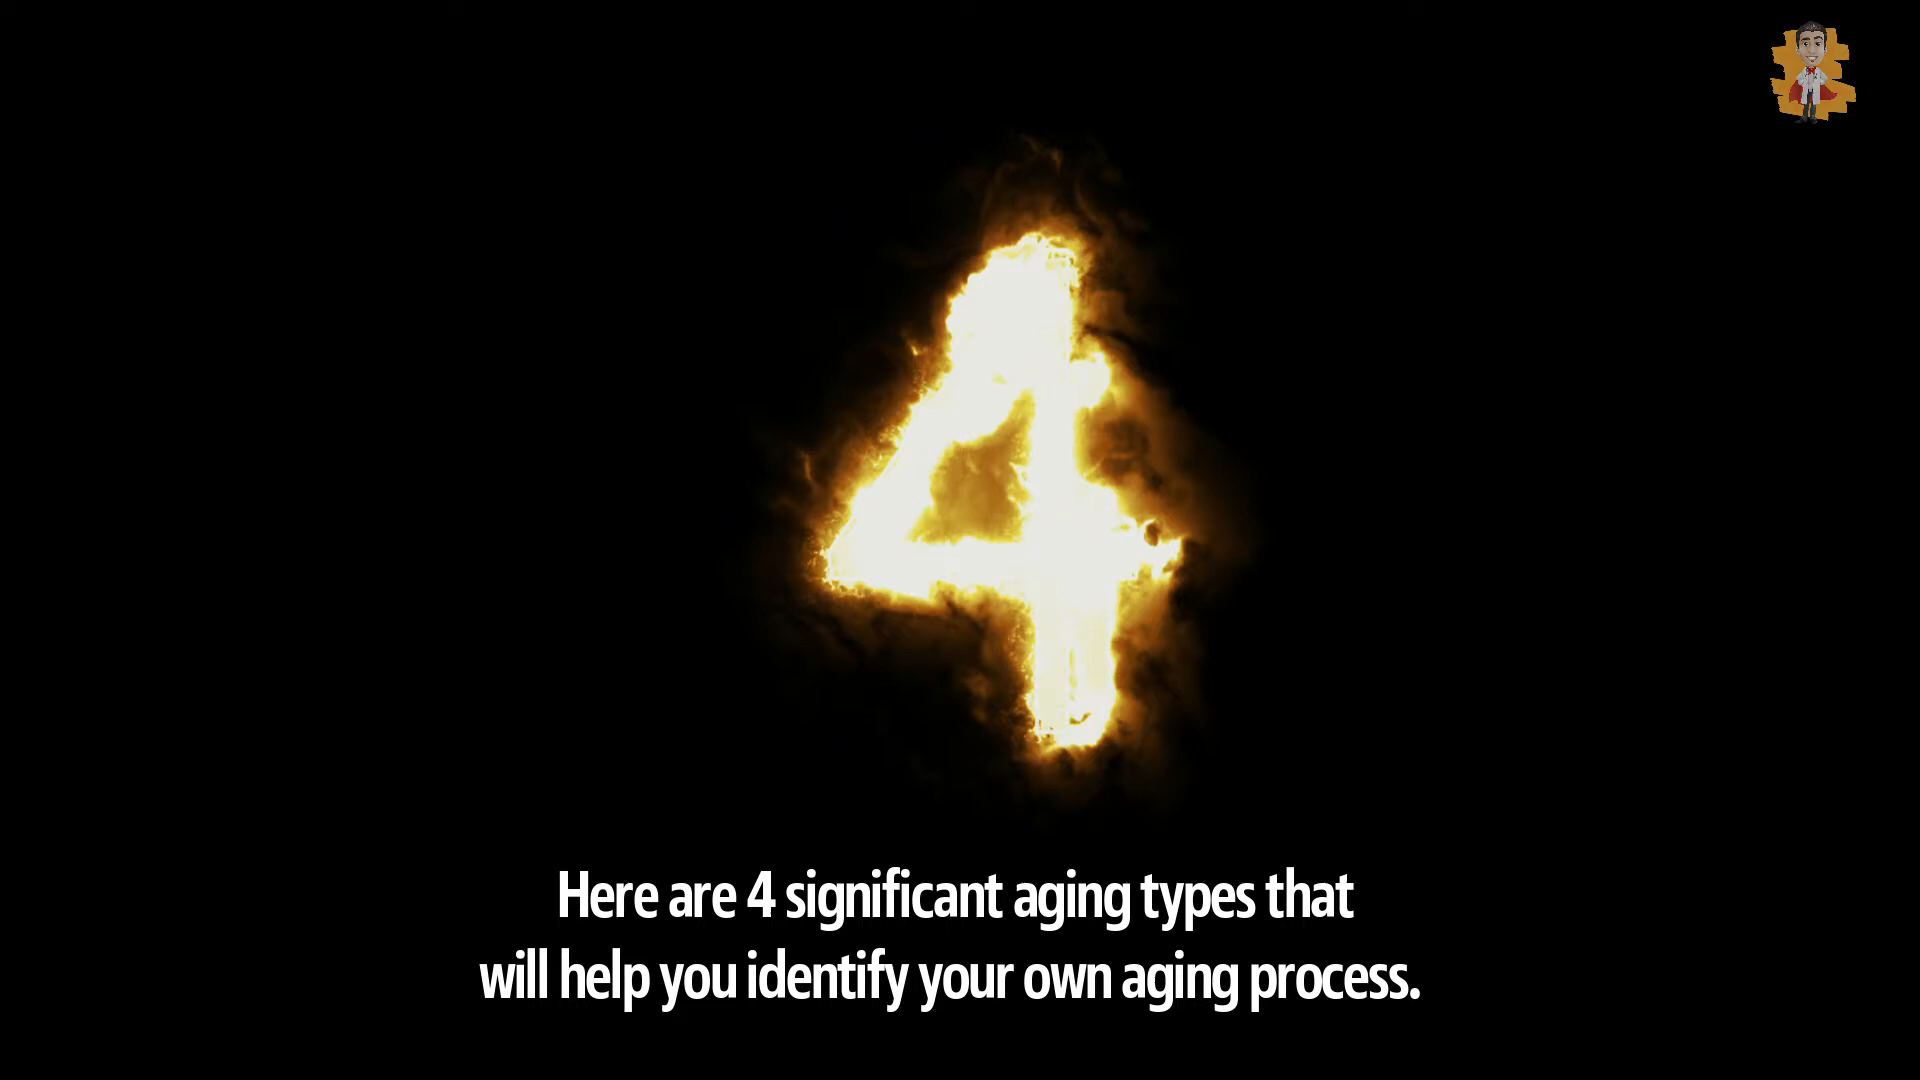 4
Here are 4 significant aging types that
will help you identify your own aging process.